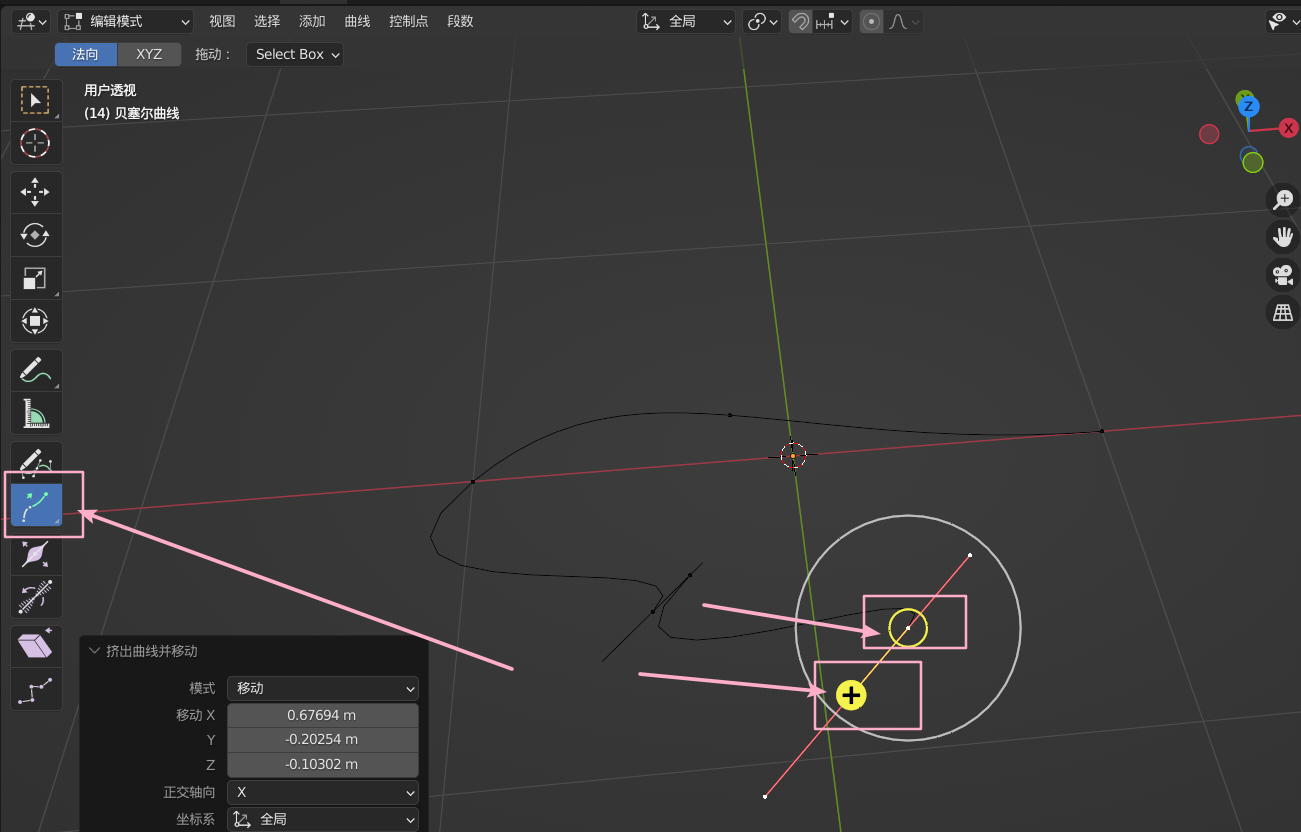 编辑模式 视图 选择 添加 曲线 控制点 段数 全局
法向 XYZ 拖动： Select Box
用户透视
(14) 贝塞尔曲线
Y
Z
X
挤出曲线并移动
模式 移动
移动 X 0.67694 m
Y -0.20254 m
Z -0.10302 m
正交轴向 X
坐标系 全局